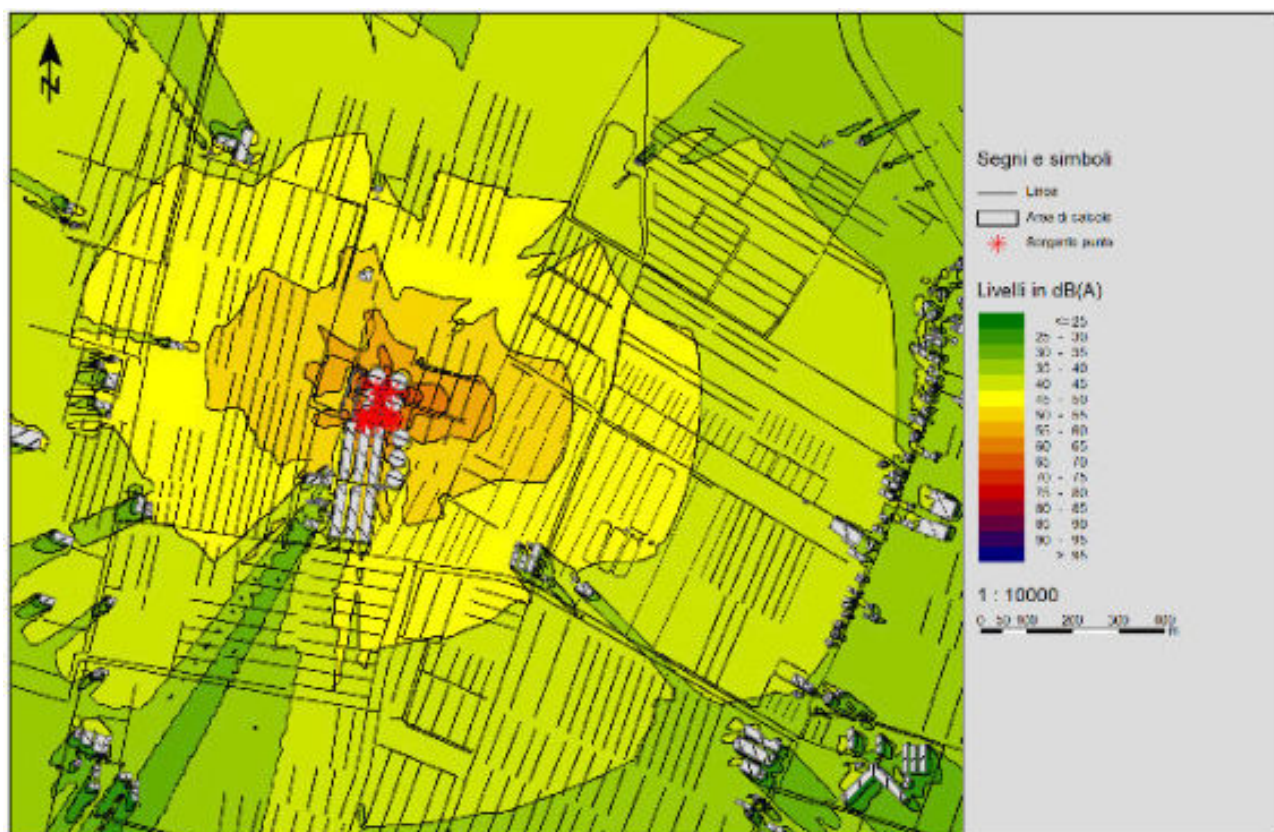 N
Segni e simboli
Linea
Area di calcolo
Sorgente punto
Livelli in dB(A)
<= 25
25 - 30
30 - 35
35 - 40
40 - 45
45 - 50
50 - 55
55 - 60
60 - 65
65 - 70
70 - 75
75 - 80
80 - 85
85 - 90
90 - 95
> 95
1 : 10000
0 50 100 200 300 400
m